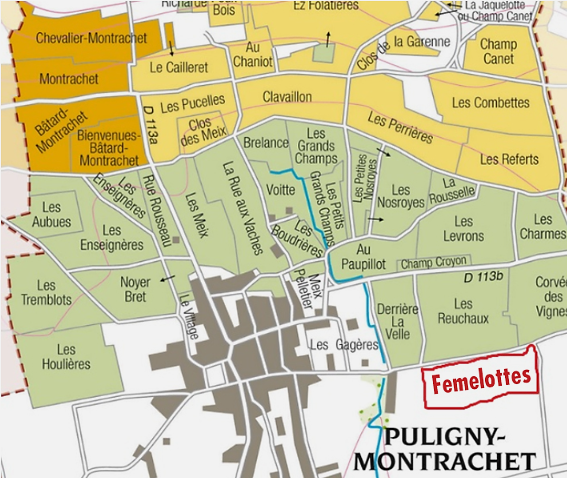 Bois
Ez Folatières
La Jaquelotte
ou Champ Canet
Chevalier-Montrachet
Au
Chaniot
Clos de la Garenne
Champ
Canet
Le Cailleret
Montrachet
Clavaillon
Les Combettes
Les Pucelles
D 113a
Clos
des Meix
Les Perrières
Bâtard-
Montrachet
Bienvenues-
Bâtard-
Montrachet
Les Referts
Brelance
Les
Grands
Champs
Les
Enseignères
Rue Rousseau
Les Meix
La Rue aux Vaches
Voitte
Les Petits
Grands Champs
Les Petites
Nosroyes
Les
Nosroyes
La
Rousselle
Les
Aubues
Les
Enseignères
Les
Boudrières
Les
Levrons
Les
Charmes
Au
Paupillot
Champ Croyon
D 113b
Les
Tremblots
Noyer
Bret
Le Village
Meix
Pelletier
Derrière
La
Velle
Les
Reuchaux
Corvée
des
Vignes
Les
Houlières
Les Gagères
Femelottes
PULIGNY-
MONTRACHET